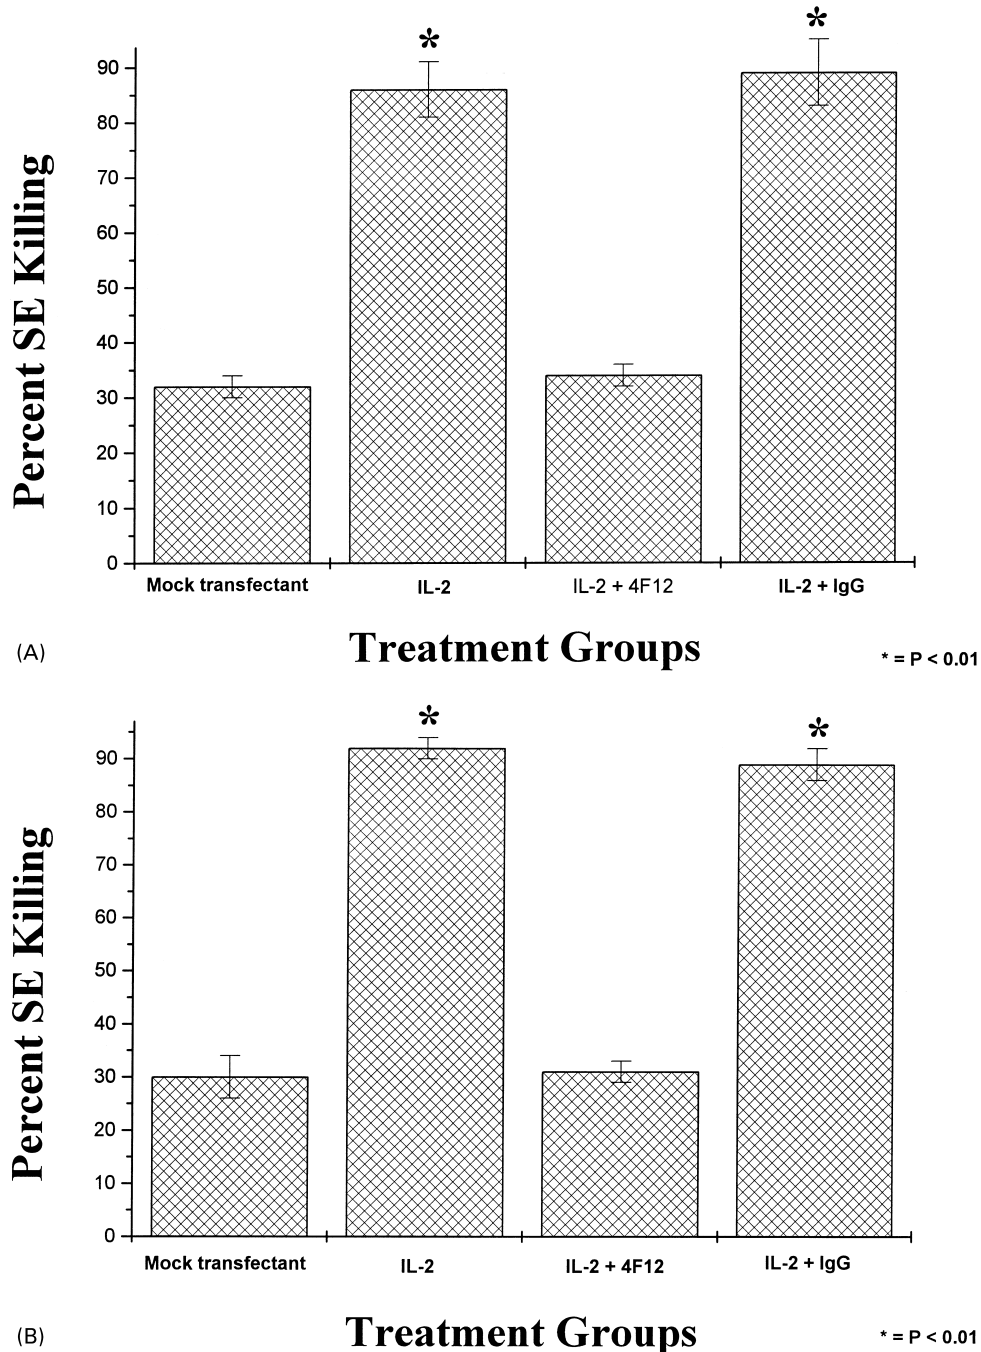 *
*
90
80
70
60
50
40
30
20
10
0
Percent SE Killing
Mock transfectant
IL-2
IL-2 + 4F12
IL-2 + IgG
(A)
Treatment Groups
* = P < 0.01
*
*
90
80
70
60
50
40
30
20
10
0
Percent SE Killing
Mock transfectant
IL-2
IL-2 + 4F12
IL-2 + IgG
(B)
Treatment Groups
* = P < 0.01